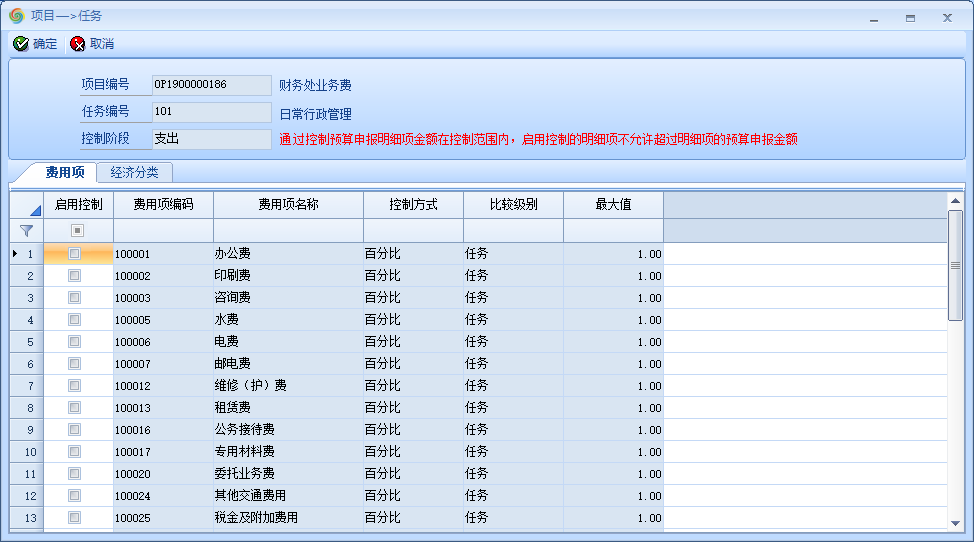 项目—>任务
确定 取消
项目编号 OP1900000186 财务处业务费
任务编号 101 日常行政管理
控制阶段 支出 通过控制预算申报明细项金额在控制范围内，启用控制的明细项不允许超过明细项的预算申报金额
费用项 经济分类
启用控制 费用项编码 费用项名称 控制方式 比较级别 最大值
1 100001 办公费 百分比 任务 1.00
2 100002 印刷费 百分比 任务 1.00
3 100003 咨询费 百分比 任务 1.00
4 100005 水费 百分比 任务 1.00
5 100006 电费 百分比 任务 1.00
6 100007 邮电费 百分比 任务 1.00
7 100012 维修（护）费 百分比 任务 1.00
8 100013 租赁费 百分比 任务 1.00
9 100016 公务接待费 百分比 任务 1.00
10 100017 专用材料费 百分比 任务 1.00
11 100020 委托业务费 百分比 任务 1.00
12 100024 其他交通费用 百分比 任务 1.00
13 100025 税金及附加费用 百分比 任务 1.00